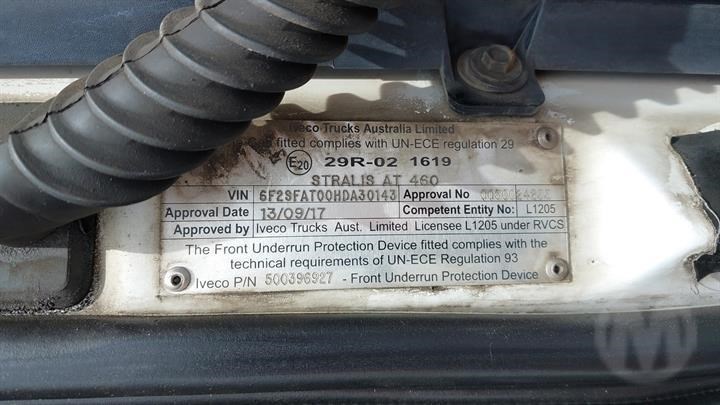 Iveco Trucks Australia Limited
fitted complies with UN-ECE regulation 29
E20 29R-02 1619
STRALIS AT 460
VIN 6F2SFAT00HDA30143 Approval No
Approval Date 13/09/17 Competent Entity No: L1205
Approved by Iveco Trucks Aust. Limited Licensee L1205 under RVCS
The Front Underrun Protection Device fitted complies with the
technical requirements of UN-ECE Regulation 93
Iveco P/N 500396927 - Front Underrun Protection Device
M